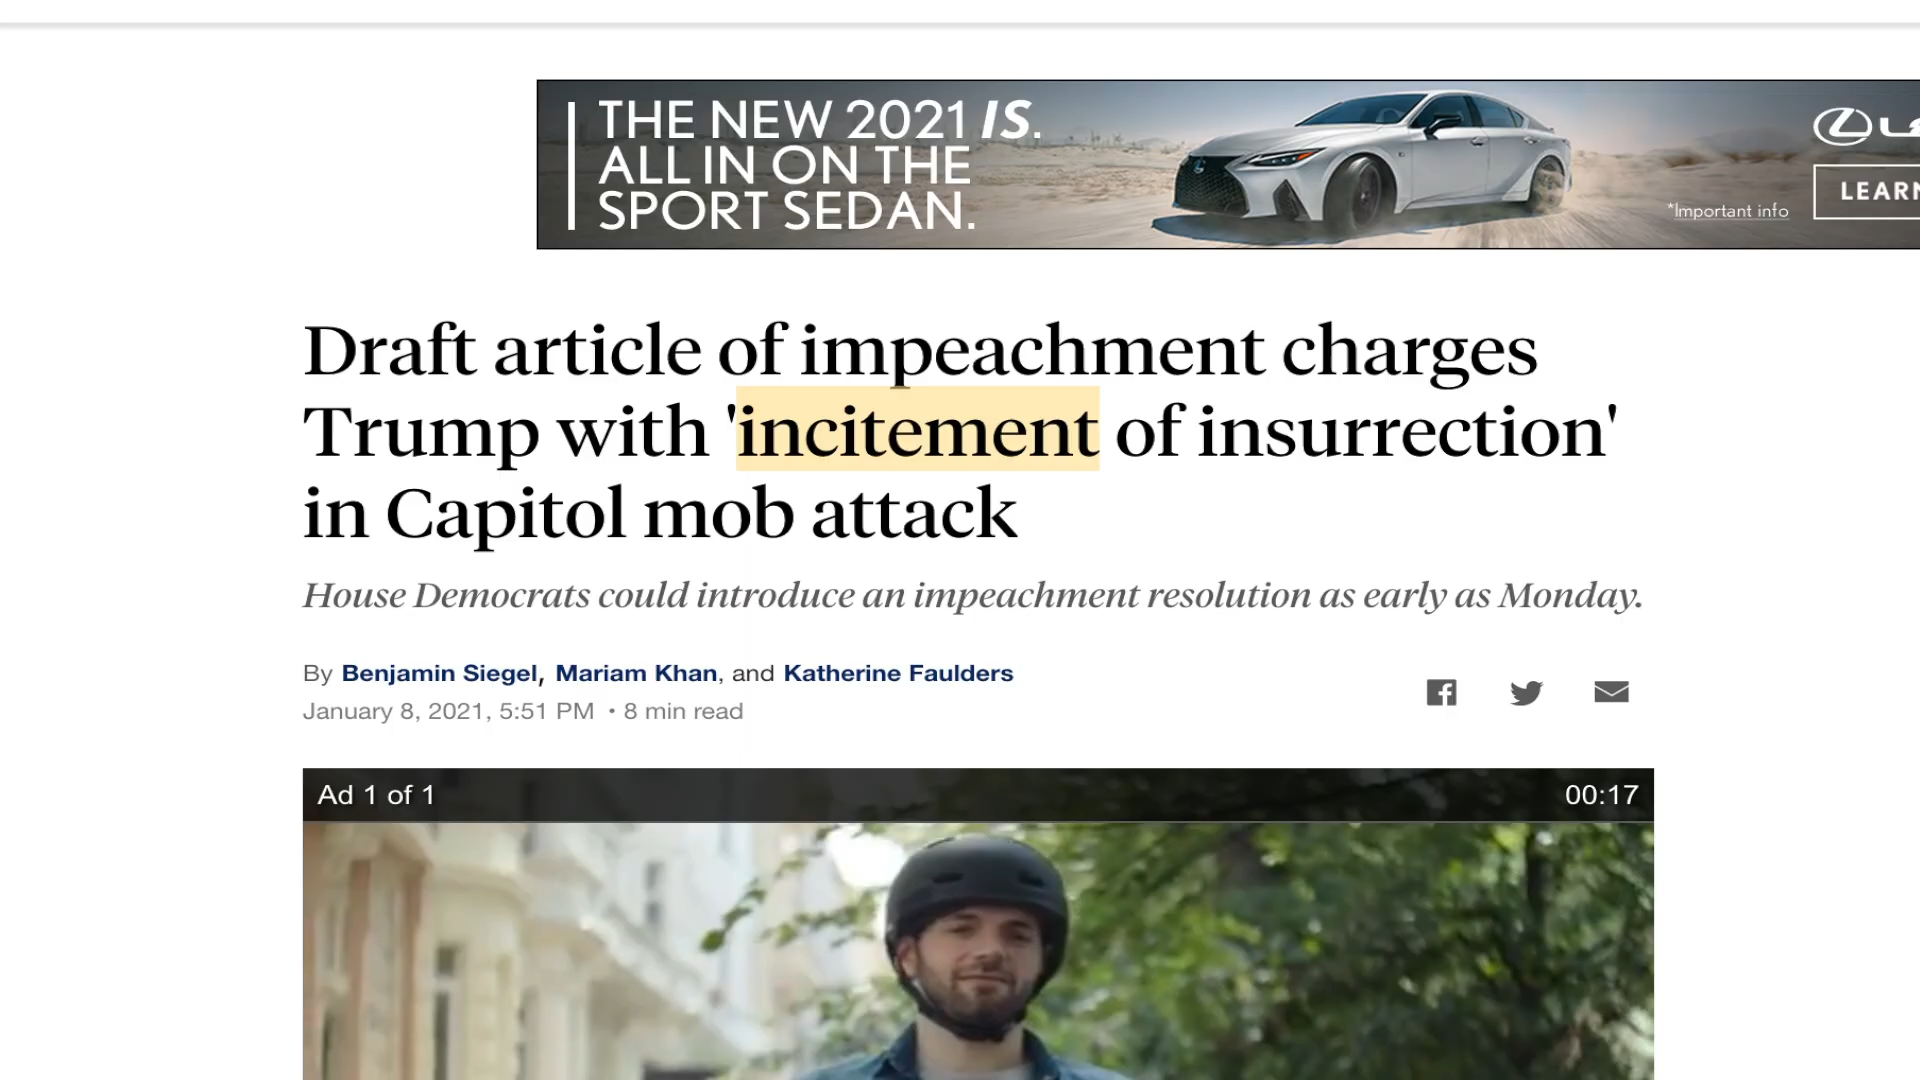 THE NEW 2021 IS.
ALL IN ON THE
SPORT SEDAN.
*Important info
LEARN
Draft article of impeachment charges
Trump with 'incitement of insurrection'
in Capitol mob attack
House Democrats could introduce an impeachment resolution as early as Monday.
By Benjamin Siegel, Mariam Khan, and Katherine Faulders
January 8, 2021, 5:51 PM • 8 min read
Ad 1 of 1
00:17